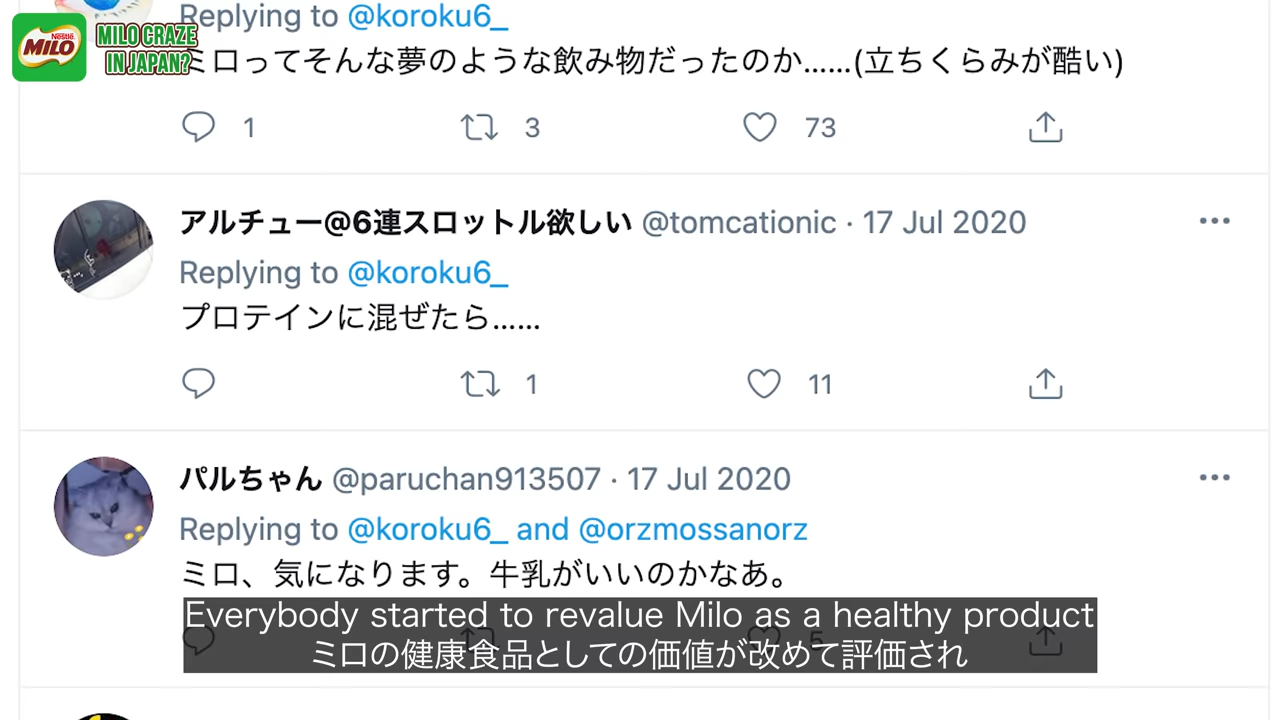 Replying to @koroku6_
Nestlé.
MILO
MILO CRAZE
IN JAPAN?
ミロってそんな夢のような飲み物だったのか......(立ちくらみが酷い)
1 3 73
アルチュー@6連スロットル欲しい @tomcationic · 17 Jul 2020
Replying to @koroku6_
プロテインに混ぜたら......
1 11
パルちゃん @paruchan913507 · 17 Jul 2020
Replying to @koroku6_ and @orzmossanorz
ミロ、気になります。牛乳がいいのかなあ。
Everybody started to revalue Milo as a healthy product
5
ミロの健康食品としての価値が改めて評価され